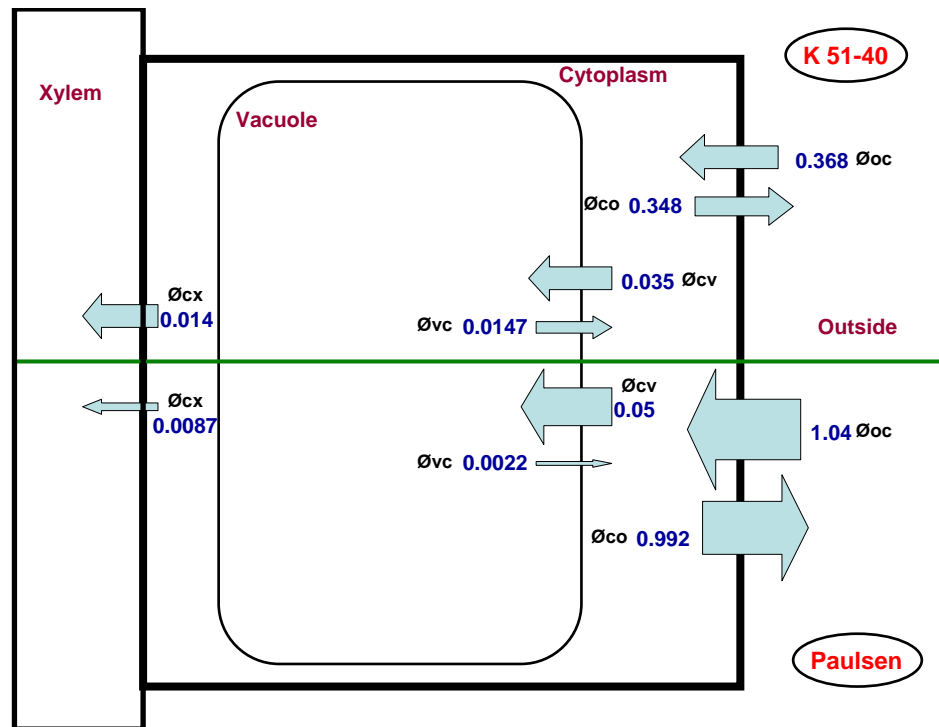 K 51-40
Cytoplasm
Xylem
Vacuole
0.368 Øoc
Øco 0.348
0.035 Øcv
Øcx
0.014
Øvc 0.0147
Outside
Øcx
0.0087
Øcv
0.05
1.04 Øoc
Øvc 0.0022
Øco 0.992
Paulsen